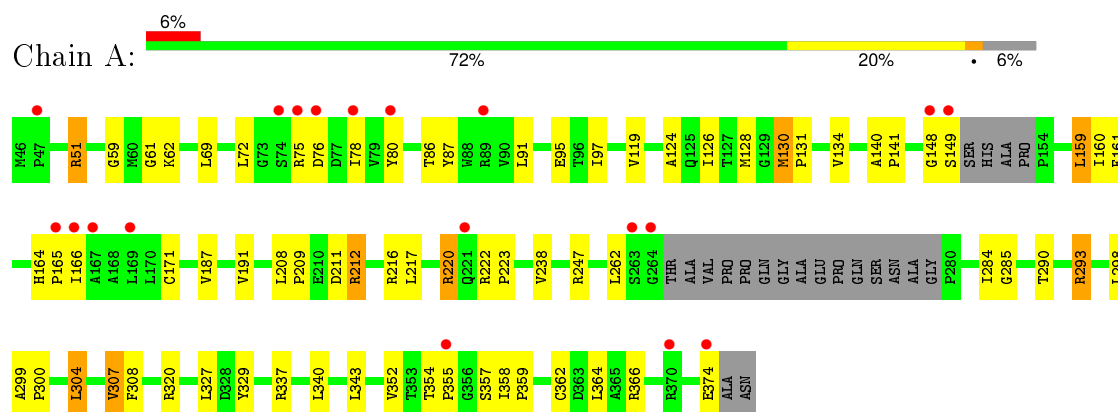 6%
Chain A:
72% 20% • 6%
M46 P47 R51 G59 M60 G61 K62 L69 L72 G73 S74 R75 D76 D77 I78 V79 Y80 T86 Y87 W88 R89 V90 L91 E95 T96 I97 V119 A124 Q125 I126 T127 M128 G129 M130 P131 V134 A140 P141 G148 S149 SER HIS ALA PRO P154 L159 I160
H164 P165 I166 A167 A168 L169 L170 C171 V187 V191 L208 P209 E210 D211 R212 R216 L217 R220 Q221 R222 P223 V238 R247 L262 S263 G264 THR ALA VAL PRO PRO GLN GLY ALA GLU PRO GLN SER ASN ALA GLY P280 I284 G285 T290 R293
A299 P300 L304 V307 F308 R320 L327 D328 Y329 R337 L340 L343 V352 T353 T354 P355 G356 S357 I358 P359 C362 D363 L364 A365 R366 R370 E374 ALA ASN